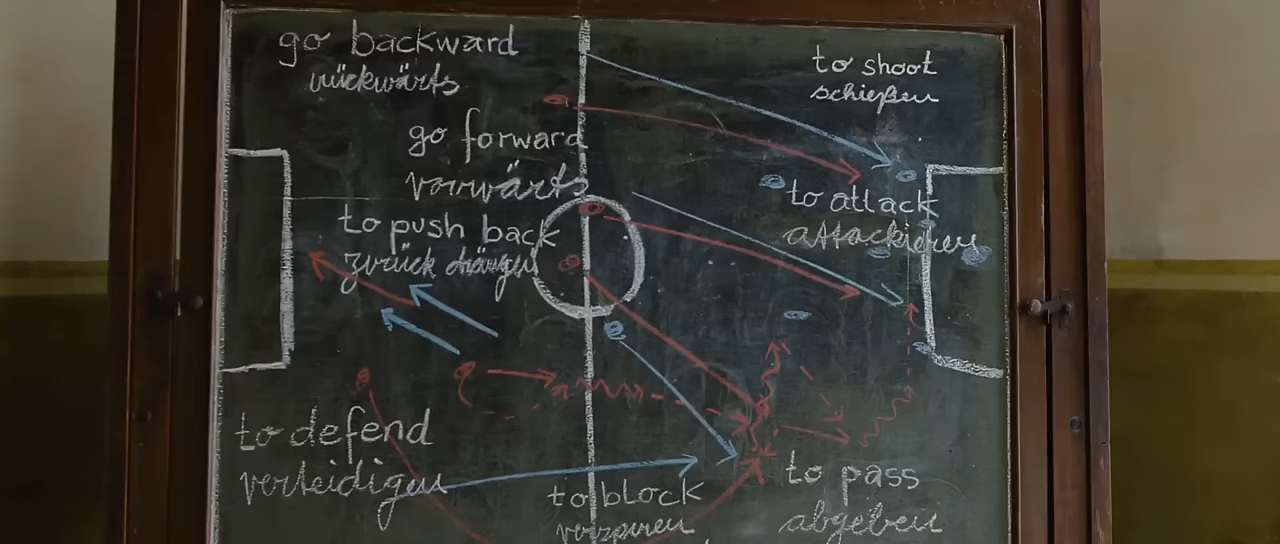 go backward
rückwärts
to shoot
schießen
go forward
vorwärts
to attack
attackieren
to push back
zurück drängen
to defend
verteidigen
to block
to pass
abgeben